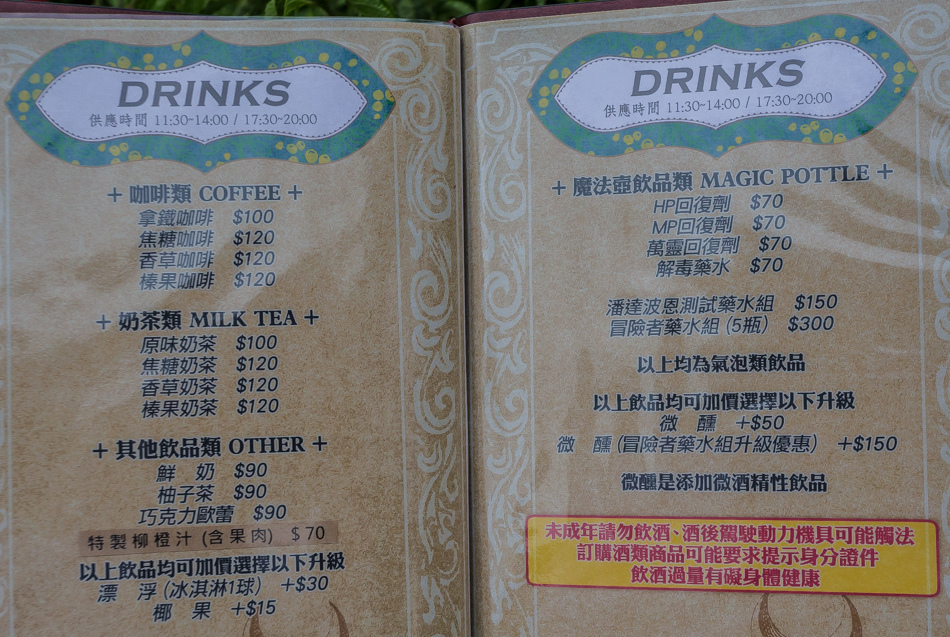 DRINKS
供應時間 11:30~14:00 / 17:30~20:00
+ 咖啡類 COFFEE +
拿鐵咖啡 $100
焦糖咖啡 $120
香草咖啡 $120
榛果咖啡 $120
+ 奶茶類 MILK TEA +
原味奶茶 $100
焦糖奶茶 $120
香草奶茶 $120
榛果奶茶 $120
+ 其他飲品類 OTHER +
鮮 奶 $90
柚子茶 $90
巧克力歐蕾 $90
特製柳橙汁 (含果肉) $70
以上飲品均可加價選擇以下升級
漂 浮 (冰淇淋1球) +$30
椰 果 +$15
DRINKS
供應時間 11:30~14:00 / 17:30~20:00
+ 魔法壺飲品類 MAGIC POTTLE +
HP回復劑 $70
MP回復劑 $70
萬靈回復劑 $70
解毒藥水 $70
潘達波恩測試藥水組 $150
冒險者藥水組 (5瓶) $300
以上均為氣泡類飲品
以上飲品均可加價選擇以下升級
微 醺 +$50
微 醺 (冒險者藥水組升級優惠) +$150
微醺是添加微酒精性飲品
未成年請勿飲酒、酒後駕駛動力機具可能觸法
訂購酒類商品可能要求提示身分證件
飲酒過量有礙身體健康